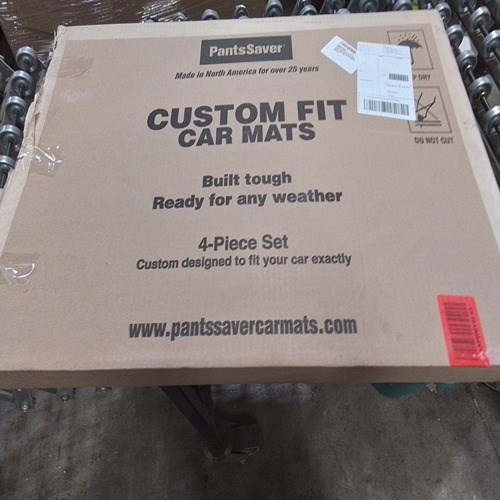 PantsSaver
Made in North America for over 25 years
CUSTOM FIT
CAR MATS
Built tough
Ready for any weather
4-Piece Set
Custom designed to fit your car exactly
www.pantssavercarmats.com
DRY
DO NOT CUT